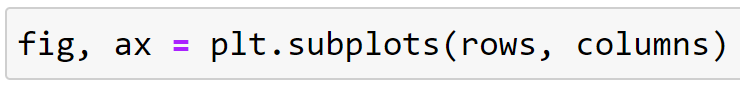 fig, ax = plt.subplots(rows, columns)